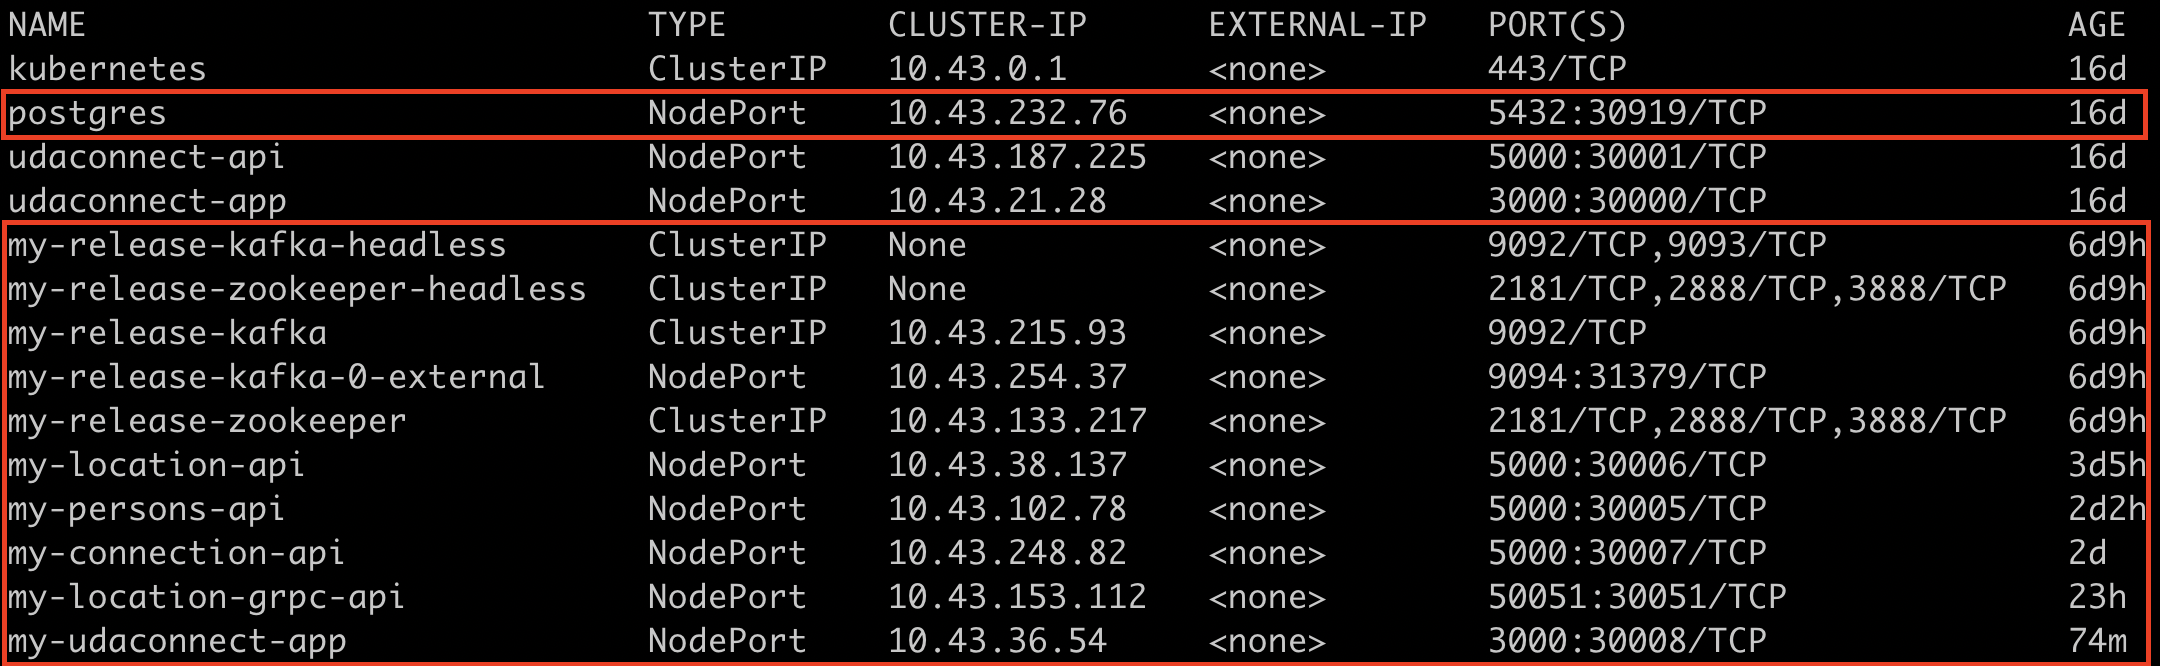 NAME TYPE CLUSTER-IP EXTERNAL-IP PORT(S) AGE
kubernetes ClusterIP 10.43.0.1 <none> 443/TCP 16d
postgres NodePort 10.43.232.76 <none> 5432:30919/TCP 16d
udaconnect-api NodePort 10.43.187.225 <none> 5000:30001/TCP 16d
udaconnect-app NodePort 10.43.21.28 <none> 3000:30000/TCP 16d
my-release-kafka-headless ClusterIP None <none> 9092/TCP,9093/TCP 6d9h
my-release-zookeeper-headless ClusterIP None <none> 2181/TCP,2888/TCP,3888/TCP 6d9h
my-release-kafka ClusterIP 10.43.215.93 <none> 9092/TCP 6d9h
my-release-kafka-0-external NodePort 10.43.254.37 <none> 9094:31379/TCP 6d9h
my-release-zookeeper ClusterIP 10.43.133.217 <none> 2181/TCP,2888/TCP,3888/TCP 6d9h
my-location-api NodePort 10.43.38.137 <none> 5000:30006/TCP 3d5h
my-persons-api NodePort 10.43.102.78 <none> 5000:30005/TCP 2d2h
my-connection-api NodePort 10.43.248.82 <none> 5000:30007/TCP 2d
my-location-grpc-api NodePort 10.43.153.112 <none> 50051:30051/TCP 23h
my-udaconnect-app NodePort 10.43.36.54 <none> 3000:30008/TCP 74m